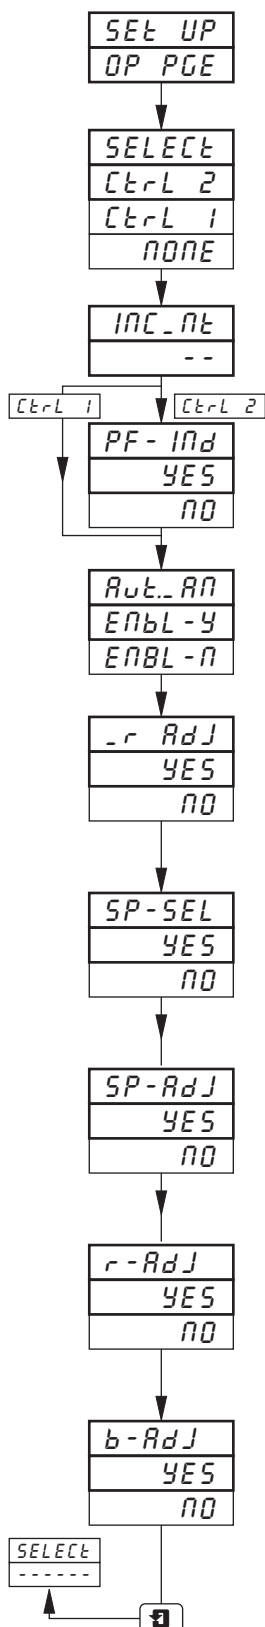 SEt UP
OP PGE
SELECt
CtrL 2
CtrL 1
NONE
INC_Nt
--
CtrL 1
CtrL 2
PF-INd
YES
NO
Aut._AN
ENbL-Y
ENBL-N
_r AdJ
YES
NO
SP-SEL
YES
NO
SP-AdJ
YES
NO
r-AdJ
YES
NO
b-AdJ
YES
NO
SELECt
------